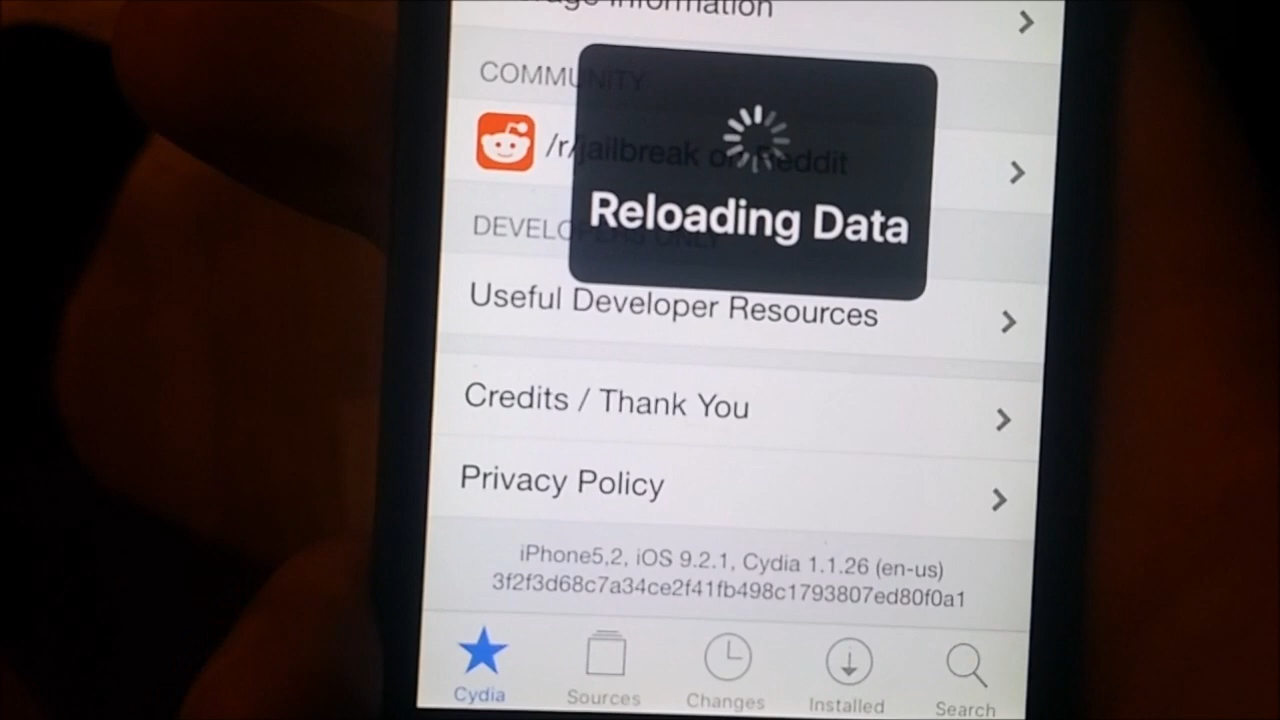 Information
COMMUNITY
/r/jailbreak on Reddit
Reloading Data
DEVELOPERS ONLY
Useful Developer Resources
Credits / Thank You
Privacy Policy
iPhone5,2, iOS 9.2.1, Cydia 1.1.26 (en-us)
3f2f3d68c7a34ce2f41fb498c1793807ed80f0a1
Cydia
Sources
Changes
Installed
Search